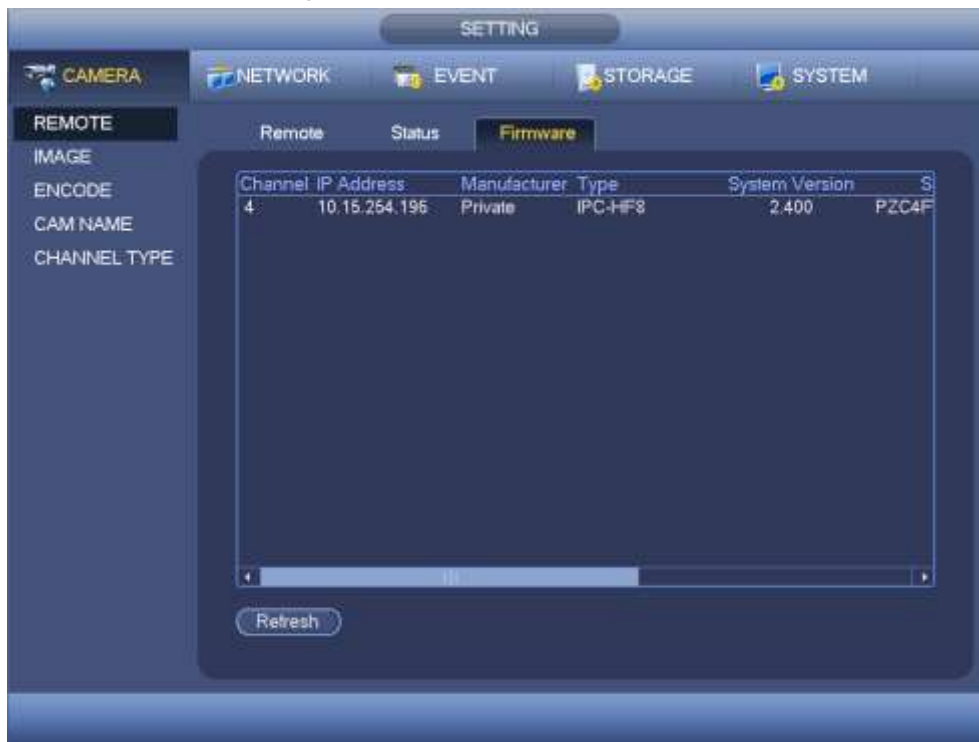 SETTING
CAMERA NETWORK EVENT STORAGE SYSTEM
REMOTE
IMAGE
ENCODE
CAM NAME
CHANNEL TYPE
Remote Status Firmware
Channel IP Address Manufacturer Type System Version S
4 10.15.254.196 Private IPC-HF8 2.400 PZC4F
Refresh